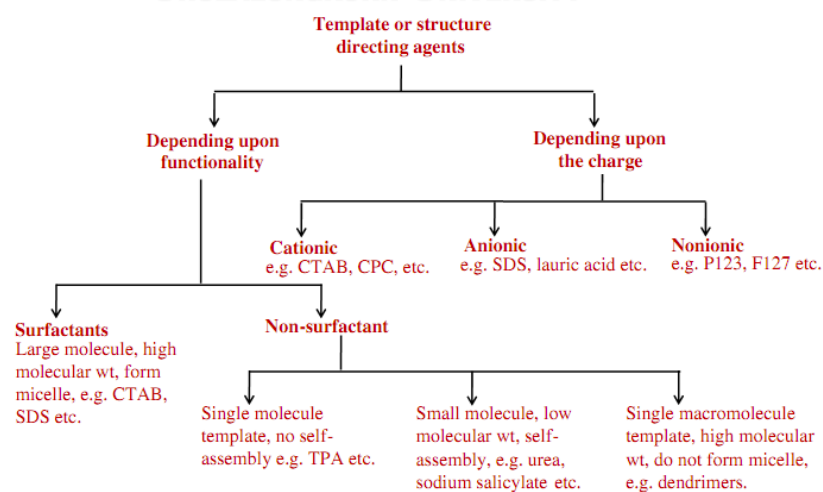 Template or structure
directing agents
Depending upon
functionality
Depending upon
the charge
Cationic
e.g. CTAB, CPC, etc.
Anionic
e.g. SDS, lauric acid etc.
Nonionic
e.g. P123, F127 etc.
Surfactants
Large molecule, high
molecular wt, form
micelle, e.g. CTAB,
SDS etc.
Non-surfactant
Single molecule
template, no self-
assembly e.g. TPA etc.
Small molecule, low
molecular wt, self-
assembly, e.g. urea,
sodium salicylate etc.
Single macromolecule
template, high molecular
wt, do not form micelle,
e.g. dendrimers.